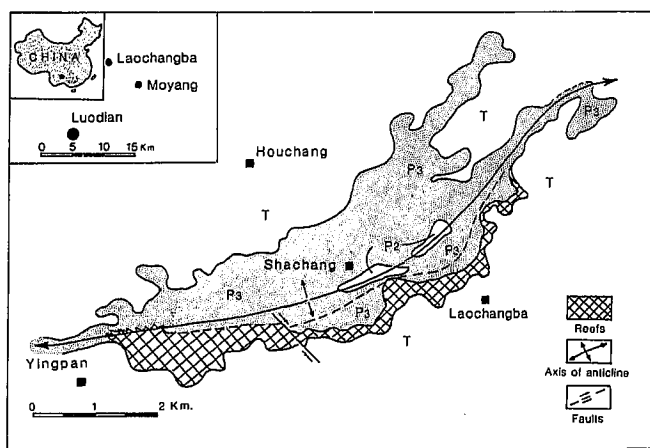 CHINA
Laochangba
Moyang
Luodian
0 5 10 15 Km
Houchang
T
T
T
T
P3
P3
P3
P3
P3
P2
Shachang
Laochangba
Yingpan
0 1 2 Km.
Reefs
Axis of anticline
Faults